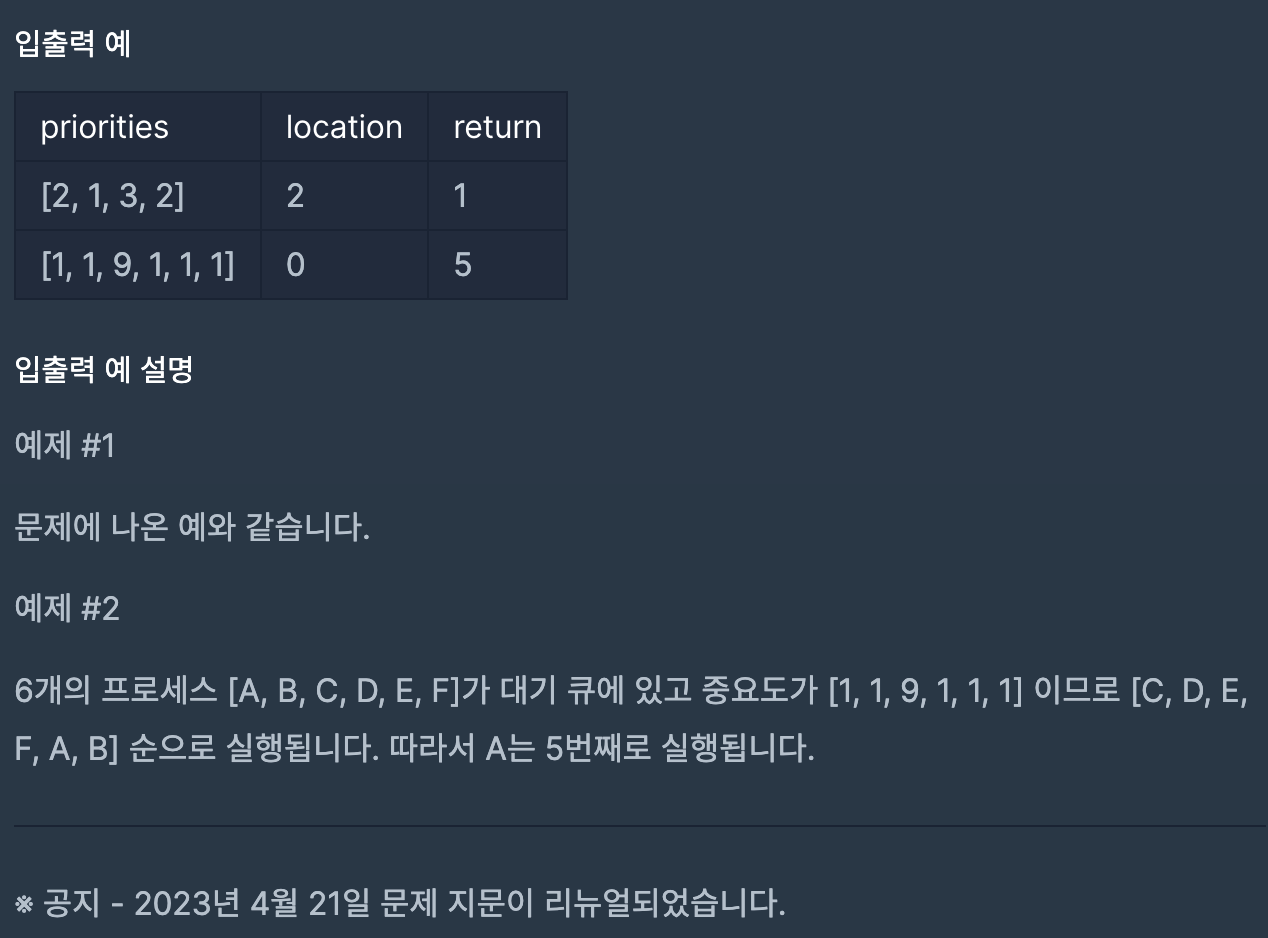 입출력 예
priorities location return
[2, 1, 3, 2] 2 1
[1, 1, 9, 1, 1, 1] 0 5
입출력 예 설명
예제 #1
문제에 나온 예와 같습니다.
예제 #2
6개의 프로세스 [A, B, C, D, E, F]가 대기 큐에 있고 중요도가 [1, 1, 9, 1, 1, 1] 이므로 [C, D, E,
F, A, B] 순으로 실행됩니다. 따라서 A는 5번째로 실행됩니다.
※ 공지 - 2023년 4월 21일 문제 지문이 리뉴얼되었습니다.